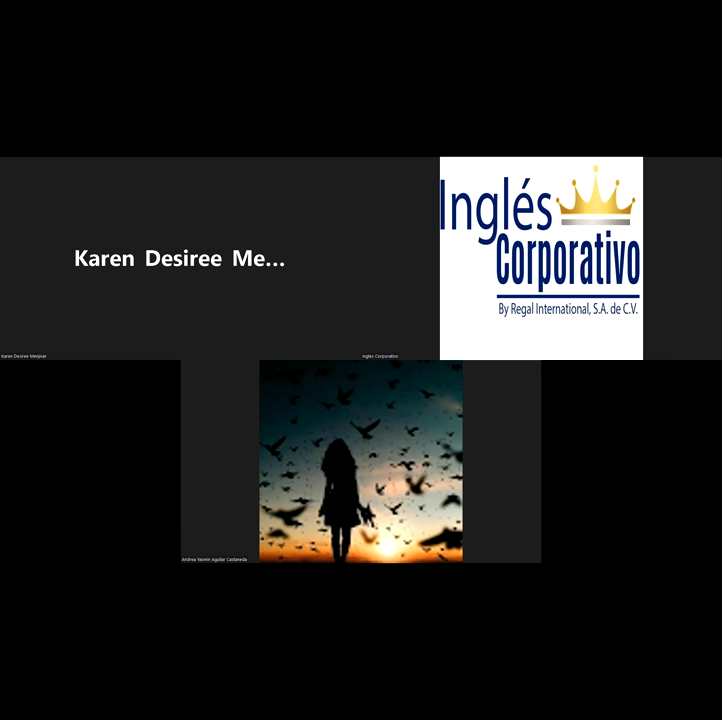 Karen Desiree Me...
Inglés
Corporativo
By Regal International, S.A. de C.V.
Karen Desiree Menjivar
Ingles Corporativo
Andrea Yasmin Aguilar Castaneda